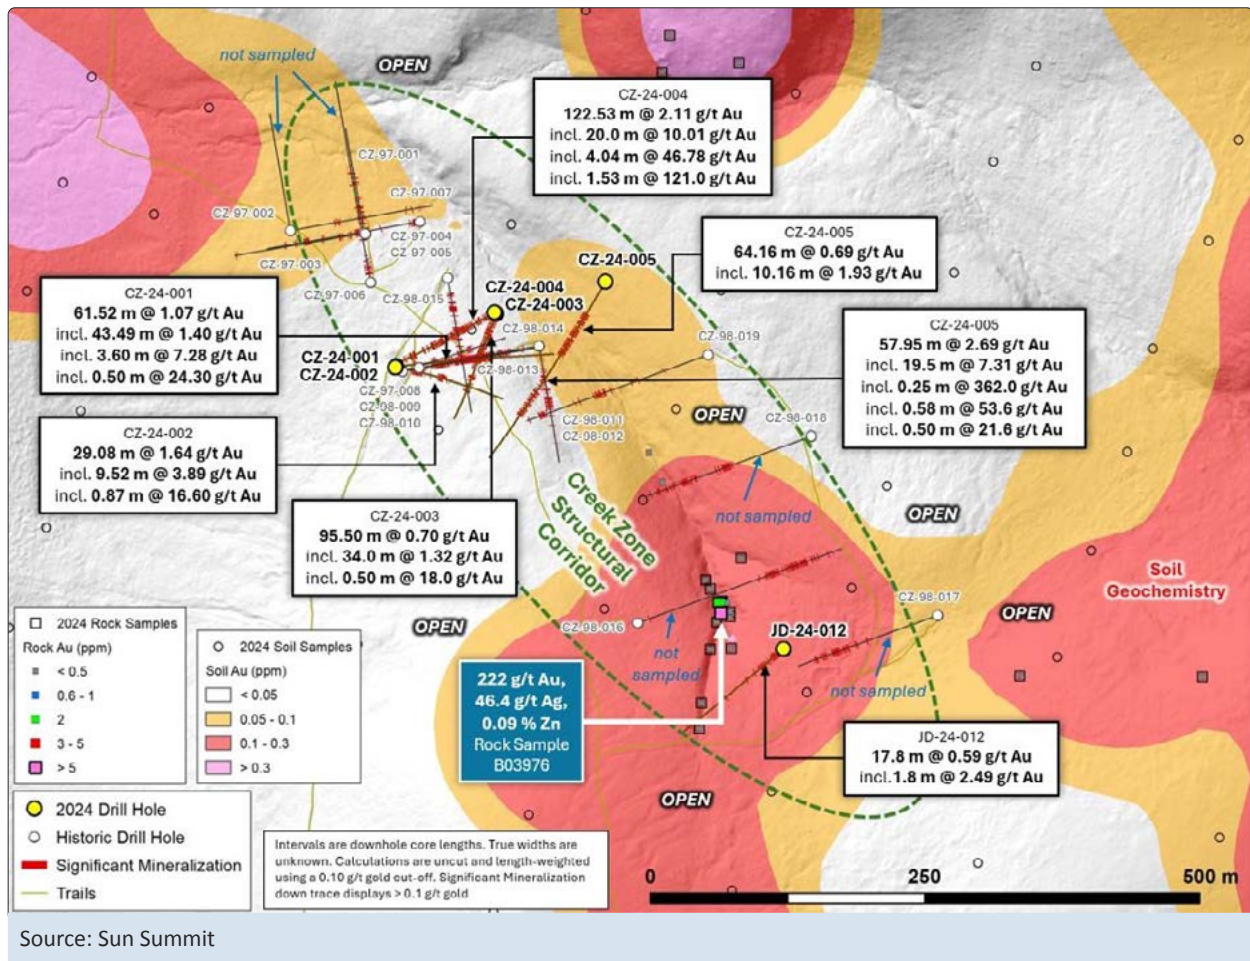 OPEN
not sampled
CZ-24-004
122.53 m @ 2.11 g/t Au
incl. 20.0 m @ 10.01 g/t Au
incl. 4.04 m @ 46.78 g/t Au
incl. 1.53 m @ 121.0 g/t Au
CZ-97-001
CZ-97-007
CZ-97-002
CZ-97-004
CZ-97-005
CZ-97-003
CZ-97-006
CZ-98-015
CZ-24-005
64.16 m @ 0.69 g/t Au
incl. 10.16 m @ 1.93 g/t Au
CZ-24-005
CZ-24-004
CZ-24-003
CZ-98-014
CZ-98-019
CZ-24-001
61.52 m @ 1.07 g/t Au
incl. 43.49 m @ 1.40 g/t Au
incl. 3.60 m @ 7.28 g/t Au
incl. 0.50 m @ 24.30 g/t Au
CZ-24-001
CZ-24-002
CZ-98-013
CZ-97-008
CZ-98-009
CZ-98-010
CZ-24-005
57.95 m @ 2.69 g/t Au
incl. 19.5 m @ 7.31 g/t Au
incl. 0.25 m @ 362.0 g/t Au
incl. 0.58 m @ 53.6 g/t Au
incl. 0.50 m @ 21.6 g/t Au
CZ-98-011
CZ-98-012
OPEN
CZ-98-018
CZ-24-002
29.08 m @ 1.64 g/t Au
incl. 9.52 m @ 3.89 g/t Au
incl. 0.87 m @ 16.60 g/t Au
CZ-24-003
95.50 m @ 0.70 g/t Au
incl. 34.0 m @ 1.32 g/t Au
incl. 0.50 m @ 18.0 g/t Au
Creek Zone
Structural
Corridor
not sampled
OPEN
Soil
Geochemistry
OPEN
CZ-98-017
OPEN
CZ-98-016
not
sampled
JD-24-012
not sampled
222 g/t Au,
46.4 g/t Ag,
0.09 % Zn
Rock Sample
B03976
JD-24-012
17.8 m @ 0.59 g/t Au
incl.1.8 m @ 2.49 g/t Au
OPEN
2024 Rock Samples
Rock Au (ppm)
< 0.5
0.6 - 1
2
3 - 5
> 5
2024 Soil Samples
Soil Au (ppm)
< 0.05
0.05 - 0.1
0.1 - 0.3
> 0.3
2024 Drill Hole
Historic Drill Hole
Significant Mineralization
Trails
Intervals are downhole core lengths. True widths are
unknown. Calculations are uncut and length-weighted
using a 0.10 g/t gold cut-off. Significant Mineralization
down trace displays > 0.1 g/t gold
0 250 500 m
Source: Sun Summit